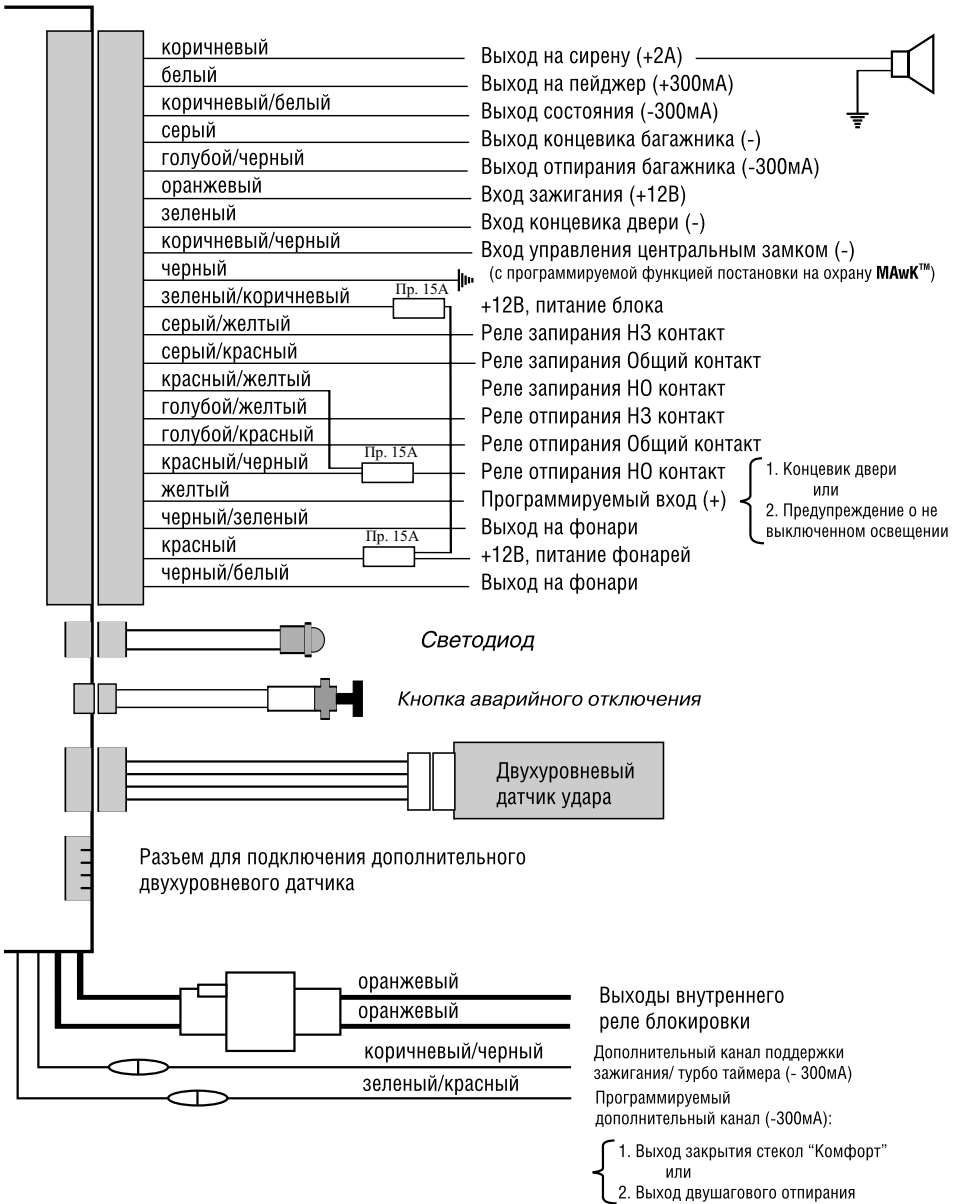 коричневый
Выход на сирену (+2А)
белый
Выход на пейджер (+300мА)
коричневый/белый
Выход состояния (-300мА)
серый
Выход концевика багажника (-)
голубой/черный
Выход отпирания багажника (-300мА)
оранжевый
Вход зажигания (+12В)
зеленый
Вход концевика двери (-)
коричневый/черный
Вход управления центральным замком (-)
черный
(с программируемой функцией постановки на охрану MAwK™)
зеленый/коричневый
Пр. 15А
+12В, питание блока
серый/желтый
Реле запирания НЗ контакт
серый/красный
Реле запирания Общий контакт
красный/желтый
Реле запирания НО контакт
голубой/желтый
Реле отпирания НЗ контакт
голубой/красный
Реле отпирания Общий контакт
красный/черный
Пр. 15А
Реле отпирания НО контакт
желтый
Программируемый вход (+)
1. Концевик двери
или
2. Предупреждение о не
выключенном освещении
черный/зеленый
Выход на фонари
красный
Пр. 15А
+12В, питание фонарей
черный/белый
Выход на фонари
Светодиод
Кнопка аварийного отключения
Двухуровневый
датчик удара
Разъем для подключения дополнительного
двухуровневого датчика
оранжевый
оранжевый
Выходы внутреннего
реле блокировки
коричневый/черный
Дополнительный канал поддержки
зажигания/ турбо таймера (- 300мА)
зеленый/красный
Программируемый
дополнительный канал (-300мА):
1. Выход закрытия стекол “Комфорт”
или
2. Выход двушагового отпирания